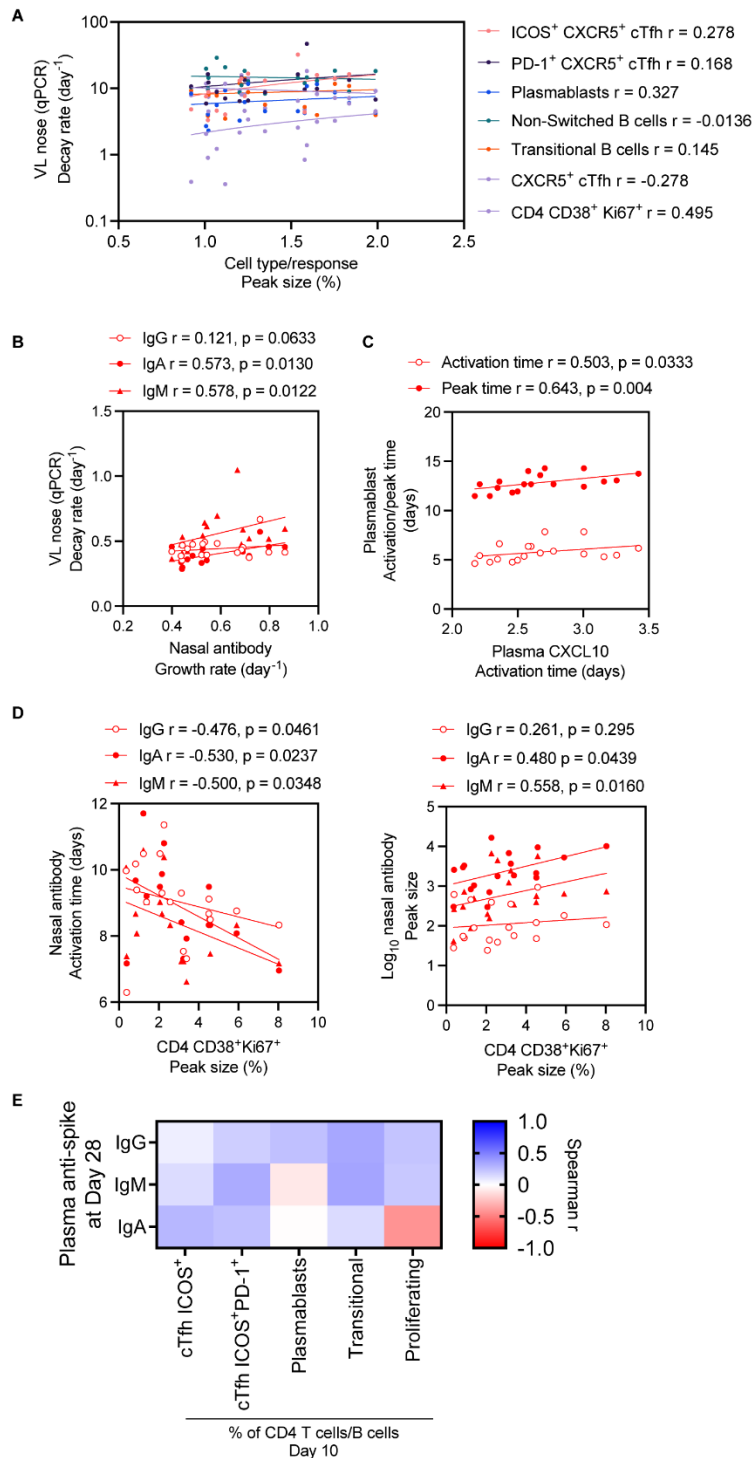 A
VL nose (qPCR)
Decay rate (day⁻¹)
100
10
1
0.1
0.5
1.0
1.5
2.0
2.5
Cell type/response
Peak size (%)
ICOS⁺ CXCR5⁺ cTfh r = 0.278
PD-1⁺ CXCR5⁺ cTfh r = 0.168
Plasmablasts r = 0.327
Non-Switched B cells r = -0.0136
Transitional B cells r = 0.145
CXCR5⁺ cTfh r = -0.278
CD4 CD38⁺ Ki67⁺ r = 0.495
B
IgG r = 0.121, p = 0.0633
IgA r = 0.573, p = 0.0130
IgM r = 0.578, p = 0.0122
VL nose (qPCR)
Decay rate (day⁻¹)
1.5
1.0
0.5
0.0
0.2
0.4
0.6
0.8
1.0
Nasal antibody
Growth rate (day⁻¹)
C
Activation time r = 0.503, p = 0.0333
Peak time r = 0.643, p = 0.004
Plasmablast
Activation/peak time
(days)
20
15
10
5
0
2.0
2.5
3.0
3.5
Plasma CXCL10
Activation time (days)
D
IgG r = -0.476, p = 0.0461
IgA r = -0.530, p = 0.0237
IgM r = -0.500, p = 0.0348
Nasal antibody
Activation time (days)
12
10
8
6
0
2
4
6
8
10
CD4 CD38⁺Ki67⁺
Peak size (%)
IgG r = 0.261, p = 0.295
IgA r = 0.480 p = 0.0439
IgM r = 0.558, p = 0.0160
Log₁₀ nasal antibody
Peak size
5
4
3
2
1
0
0
2
4
6
8
10
CD4 CD38⁺Ki67⁺
Peak size (%)
E
Plasma anti-spike
at Day 28
IgG
IgM
IgA
cTfh ICOS⁺
cTfh ICOS⁺PD-1⁺
Plasmablasts
Transitional
Proliferating
% of CD4 T cells/B cells
Day 10
1.0
0.5
0
-0.5
-1.0
Spearman r